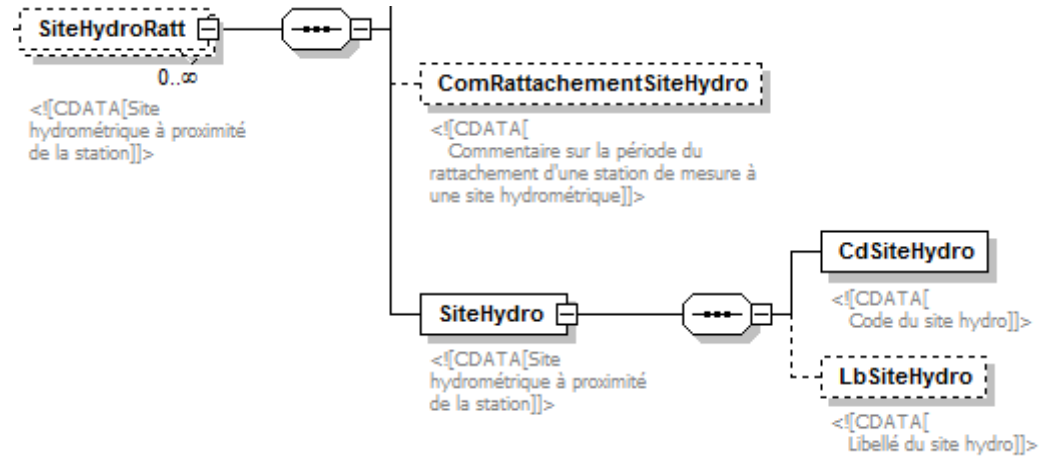 SiteHydroRatt
0..∞
<![CDATA[Site
hydrométrique à proximité
de la station]]>
ComRattachementSiteHydro
<![CDATA[
Commentaire sur la période du
rattachement d'une station de mesure à
une site hydrométrique]]>
SiteHydro
<![CDATA[Site
hydrométrique à proximité
de la station]]>
CdSiteHydro
<![CDATA[
Code du site hydro]]>
LbSiteHydro
<![CDATA[
Libellé du site hydro]]>